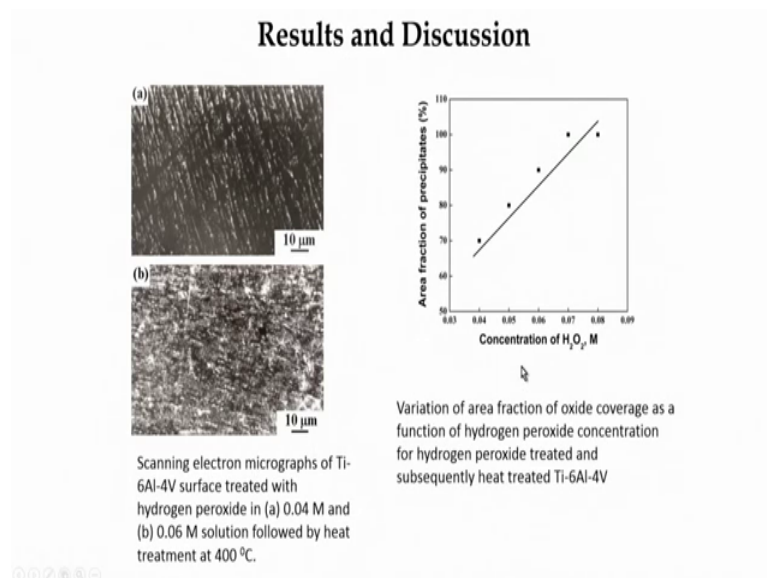 Results and Discussion
(a)
10 µm
(b)
10 µm
Scanning electron micrographs of Ti-
6Al-4V surface treated with
hydrogen peroxide in (a) 0.04 M and
(b) 0.06 M solution followed by heat
treatment at 400 ⁰C.
Area fraction of precipitates (%)
110
100
90
80
70
60
50
0.03 0.04 0.05 0.06 0.07 0.08 0.09
Concentration of H₂O₂, M
Variation of area fraction of oxide coverage as a
function of hydrogen peroxide concentration
for hydrogen peroxide treated and
subsequently heat treated Ti-6Al-4V